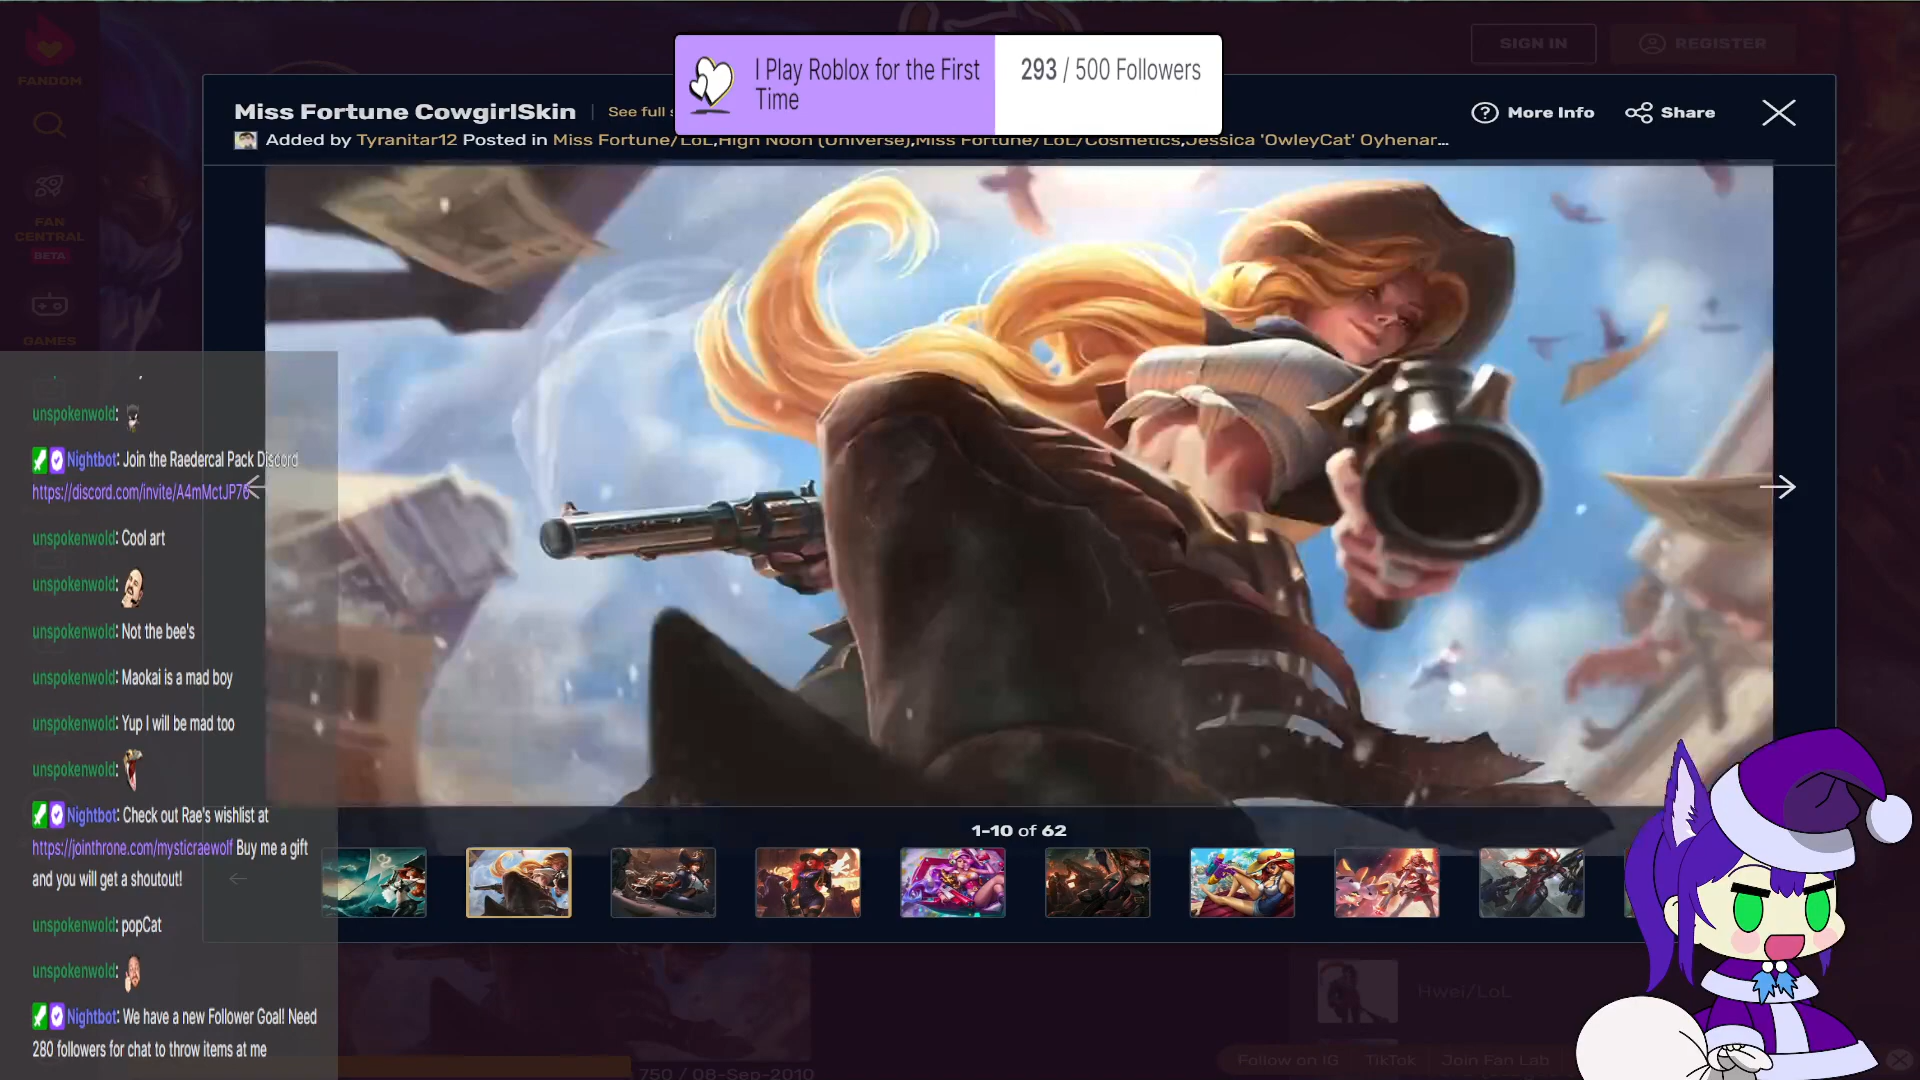 I Play Roblox for the First
Time
293 / 500 Followers
SIGN IN
REGISTER
FANDOM
FAN
CENTRAL
BETA
GAMES
Miss Fortune CowgirlSkin
See full
More Info
Share
Added by Tyranitar12 Posted in Miss Fortune/LoL,High Noon (Universe),Miss Fortune/LoL/Cosmetics,Jessica 'OwleyCat' Oyhenar...
unspokenwold:
Nightbot: Join the Raedercal Pack Discord
https://discord.com/invite/A4mMctJP76
unspokenwold: Cool art
unspokenwold:
unspokenwold: Not the bee's
unspokenwold: Maokai is a mad boy
unspokenwold: Yup I will be mad too
unspokenwold:
Nightbot: Check out Rae's wishlist at
https://jointhrone.com/mysticraewolf Buy me a gift
and you will get a shoutout!
unspokenwold: popCat
unspokenwold:
Nightbot: We have a new Follower Goal! Need
280 followers for chat to throw items at me
1-10 of 62
Hwei/LoL
Follow on IG
TikTok
Join Fan Lab
750 / 08-Sep-2010